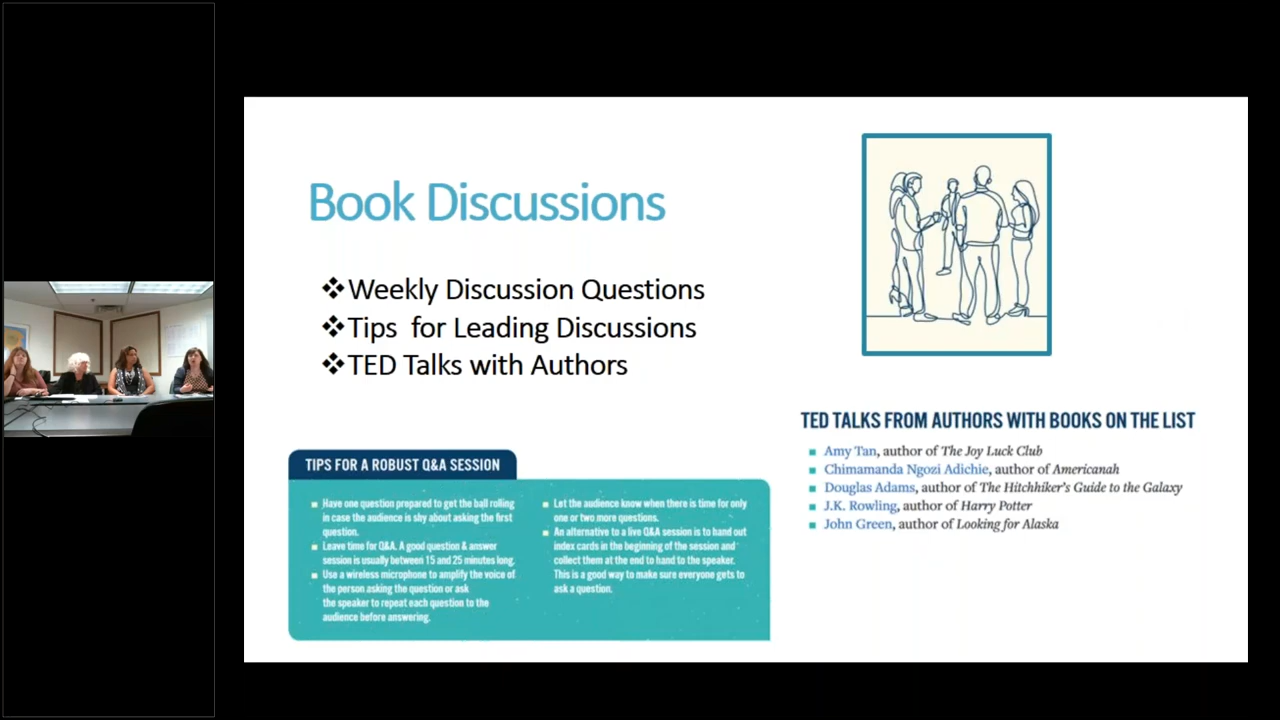 Book Discussions
❖Weekly Discussion Questions
❖Tips for Leading Discussions
❖TED Talks with Authors
TIPS FOR A ROBUST Q&A SESSION
Have one question prepared to get the ball rolling
in case the audience is shy about asking the first
question.
Leave time for Q&A. A good question & answer
session is usually between 15 and 25 minutes long.
Use a wireless microphone to amplify the voice of
the person asking the question or ask
the speaker to repeat each question to the
audience before answering.
Let the audience know when there is time for only
one or two more questions.
An alternative to a live Q&A session is to hand out
index cards in the beginning of the session and
collect them at the end to hand to the speaker.
This is a good way to make sure everyone gets to
ask a question.
TED TALKS FROM AUTHORS WITH BOOKS ON THE LIST
Amy Tan, author of The Joy Luck Club
Chimamanda Ngozi Adichie, author of Americanah
Douglas Adams, author of The Hitchhiker's Guide to the Galaxy
J.K. Rowling, author of Harry Potter
John Green, author of Looking for Alaska